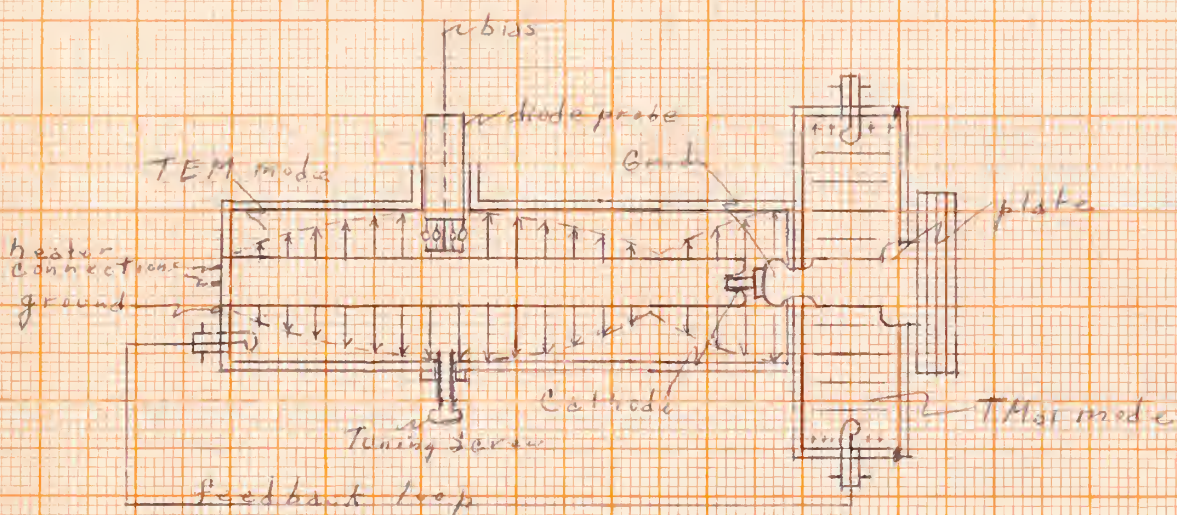 bias
diode probe
TEM mode
Grid
plate
heater
connections
ground
Cathode
TM01 mode
Tuning Screw
feedback loop